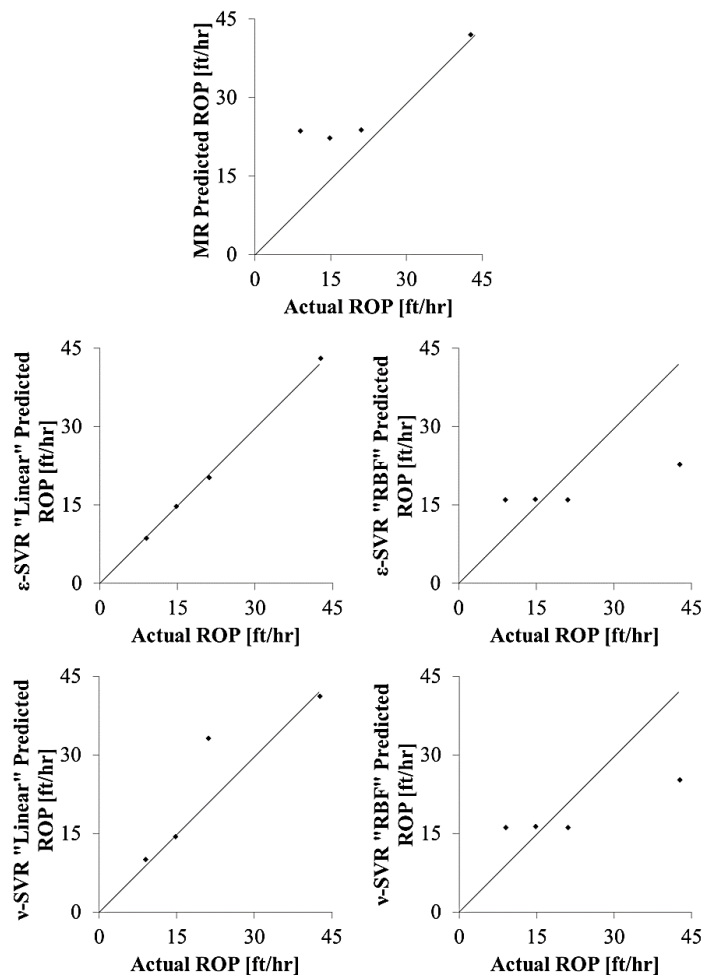 45
30
15
0
MR Predicted ROP [ft/hr]
0 15 30 45
Actual ROP [ft/hr]
45
30
15
0
ε-SVR "Linear" Predicted
ROP [ft/hr]
0 15 30 45
Actual ROP [ft/hr]
45
30
15
0
ε-SVR "RBF" Predicted
ROP [ft/hr]
0 15 30 45
Actual ROP [ft/hr]
45
30
15
0
ν-SVR "Linear" Predicted
ROP [ft/hr]
0 15 30 45
Actual ROP [ft/hr]
45
30
15
0
ν-SVR "RBF" Predicted
ROP [ft/hr]
0 15 30 45
Actual ROP [ft/hr]